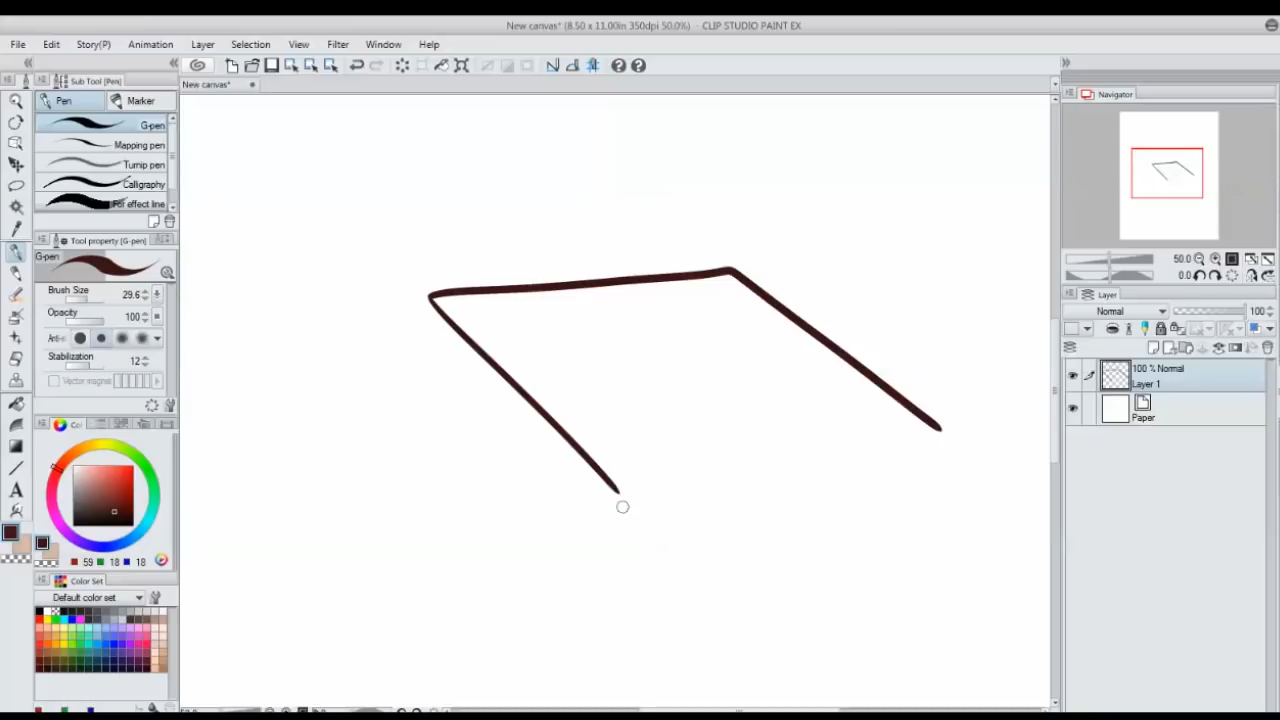 New canvas* (8.50 x 11.00in 350dpi 50.0%) - CLIP STUDIO PAINT EX
File Edit Story(P) Animation Layer Selection View Filter Window Help
Sub Tool [Pen]
New canvas*
Navigator
Pen Marker
G-pen
Mapping pen
Turnip pen
Calligraphy
For effect line
Tool property [G-pen]
G-pen
Brush Size 29.6
Opacity 100
Stabilization 12
Vector magnet
50.0
0.0
Layer
Normal 100
100 % Normal
Layer 1
Paper
59 18 18
Color Set
Default color set